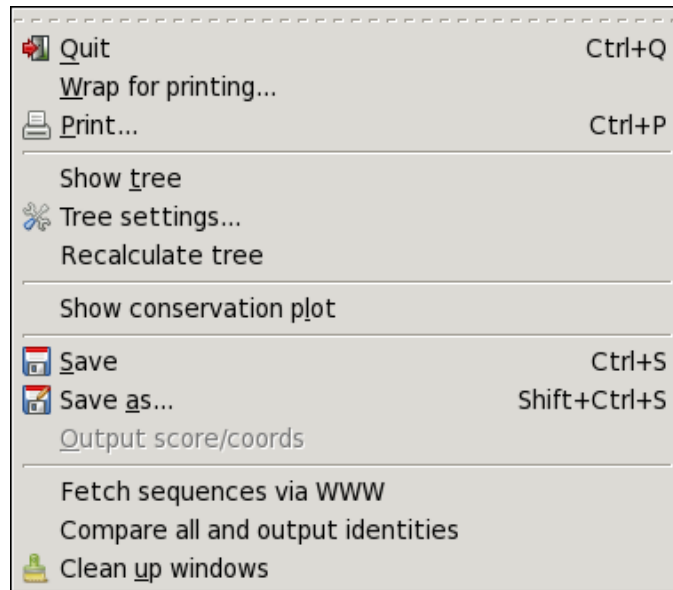 Quit Ctrl+Q
Wrap for printing...
Print... Ctrl+P
Show tree
Tree settings...
Recalculate tree
Show conservation plot
Save Ctrl+S
Save as... Shift+Ctrl+S
Output score/coords
Fetch sequences via WWW
Compare all and output identities
Clean up windows